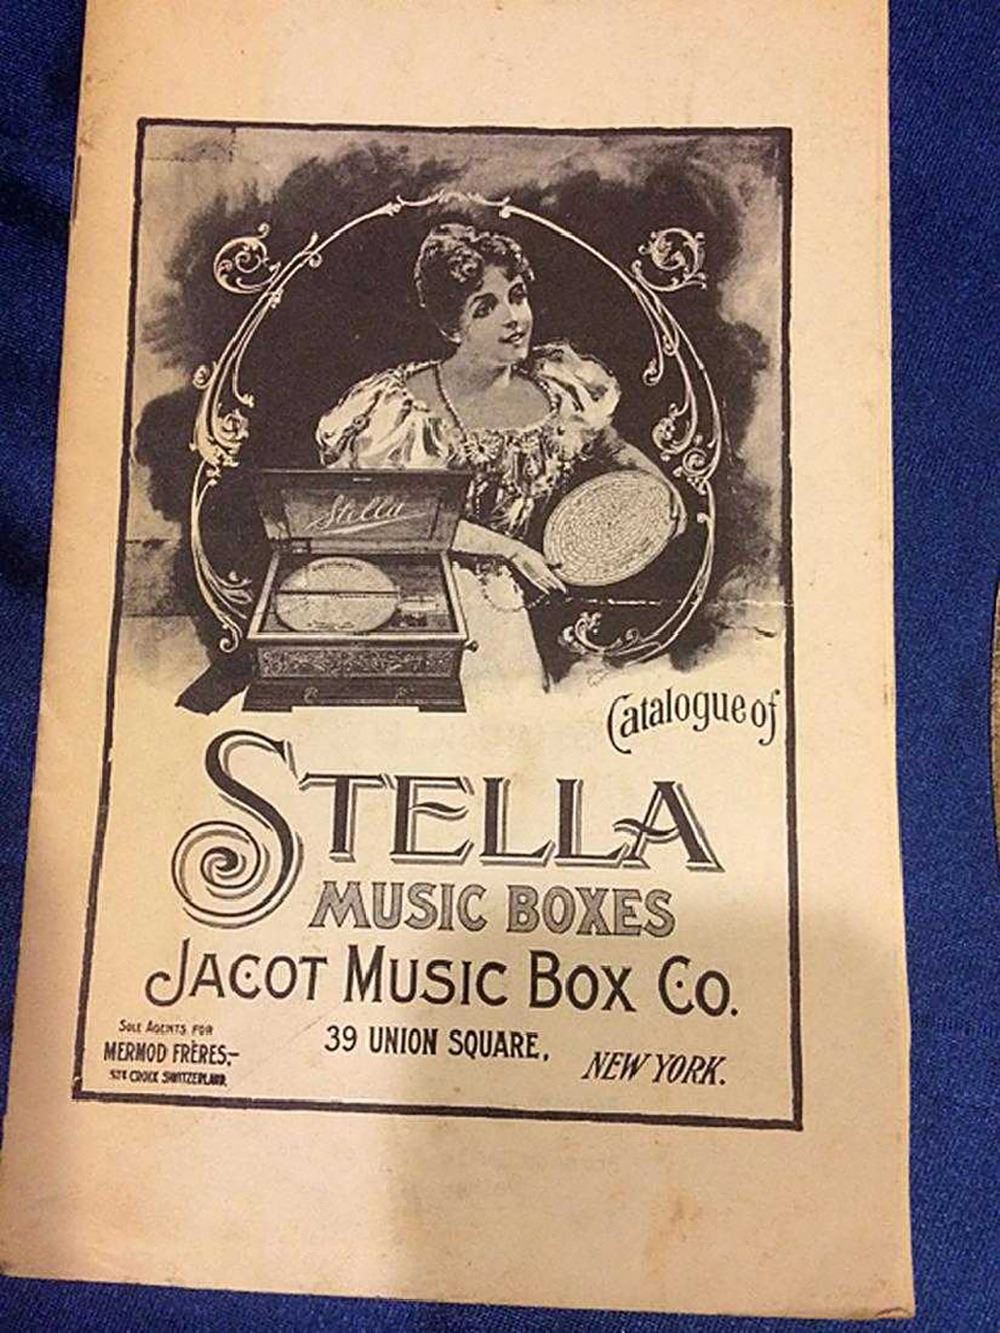 Stella
Catalogue of
STELLA
MUSIC BOXES
JACOT MUSIC BOX CO.
SOLE AGENTS FOR
MERMOD FRÈRES,-
STE CROIX SWITZERLAND.
39 UNION SQUARE,
NEW YORK.